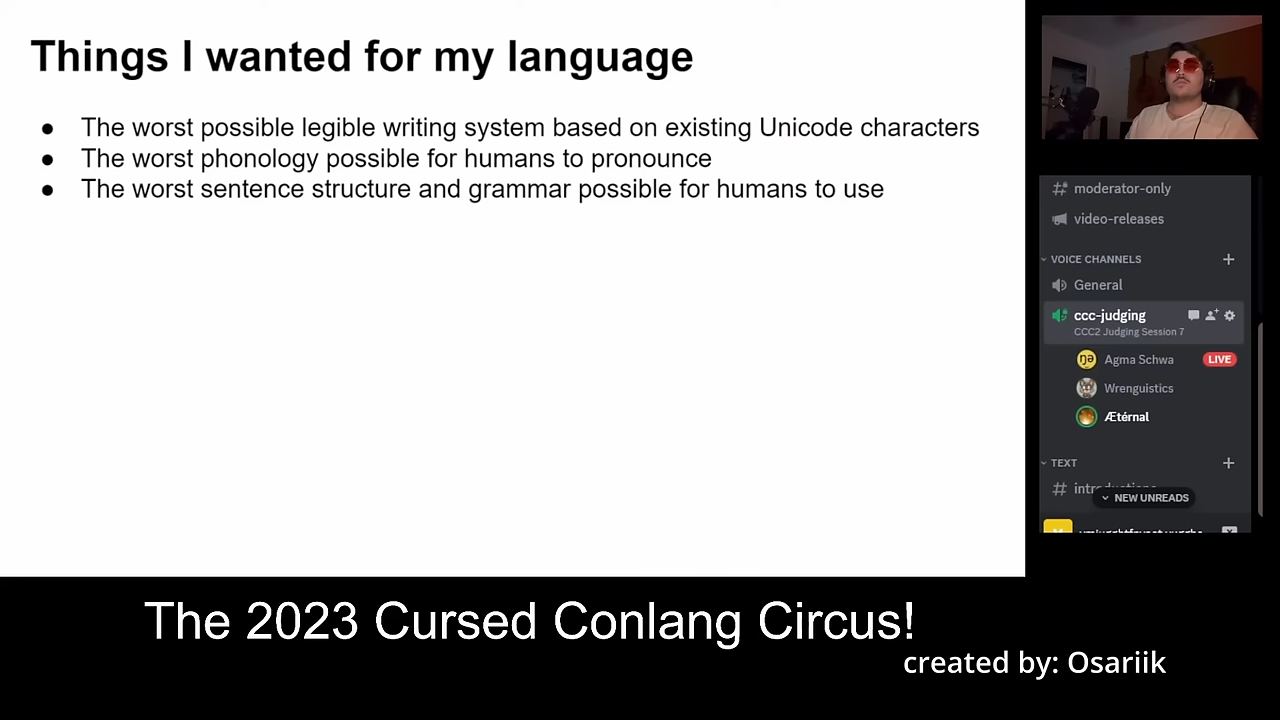 Things I wanted for my language
● The worst possible legible writing system based on existing Unicode characters
● The worst phonology possible for humans to pronounce
● The worst sentence structure and grammar possible for humans to use
moderator-only
video-releases
VOICE CHANNELS
General
ccc-judging
CCC2 Judging Session 7
ŋə
Agma Schwa
LIVE
Wrenguistics
Ætérnal
TEXT
NEW UNREADS
The 2023 Cursed Conlang Circus!
created by: Osariik